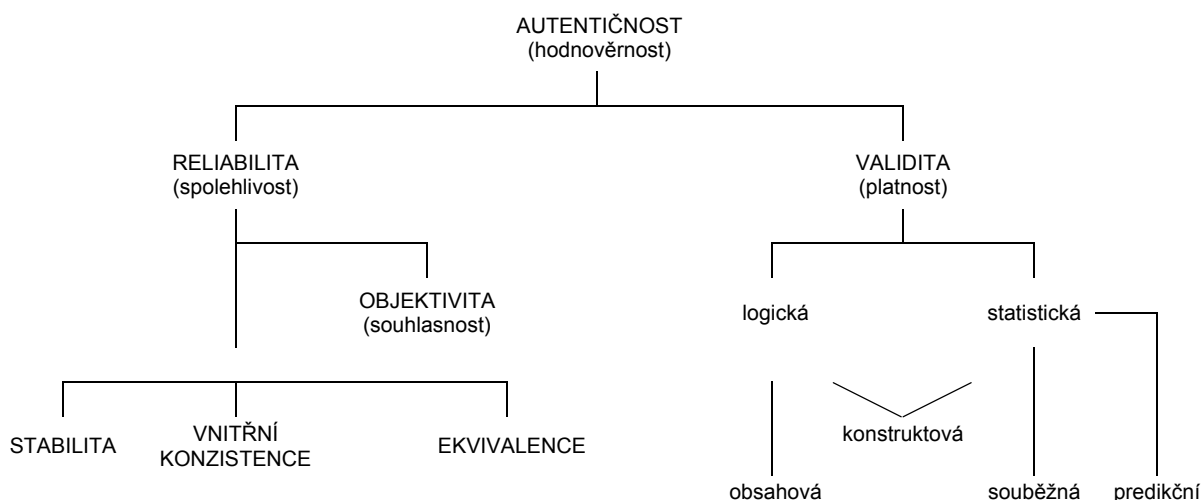 AUTENTIČNOST
(hodnověrnost)
RELIABILITA
(spolehlivost)
VALIDITA
(platnost)
OBJEKTIVITA
(souhlasnost)
logická
statistická
STABILITA
VNITŘNÍ
KONZISTENCE
EKVIVALENCE
konstruktová
obsahová
souběžná
predikční